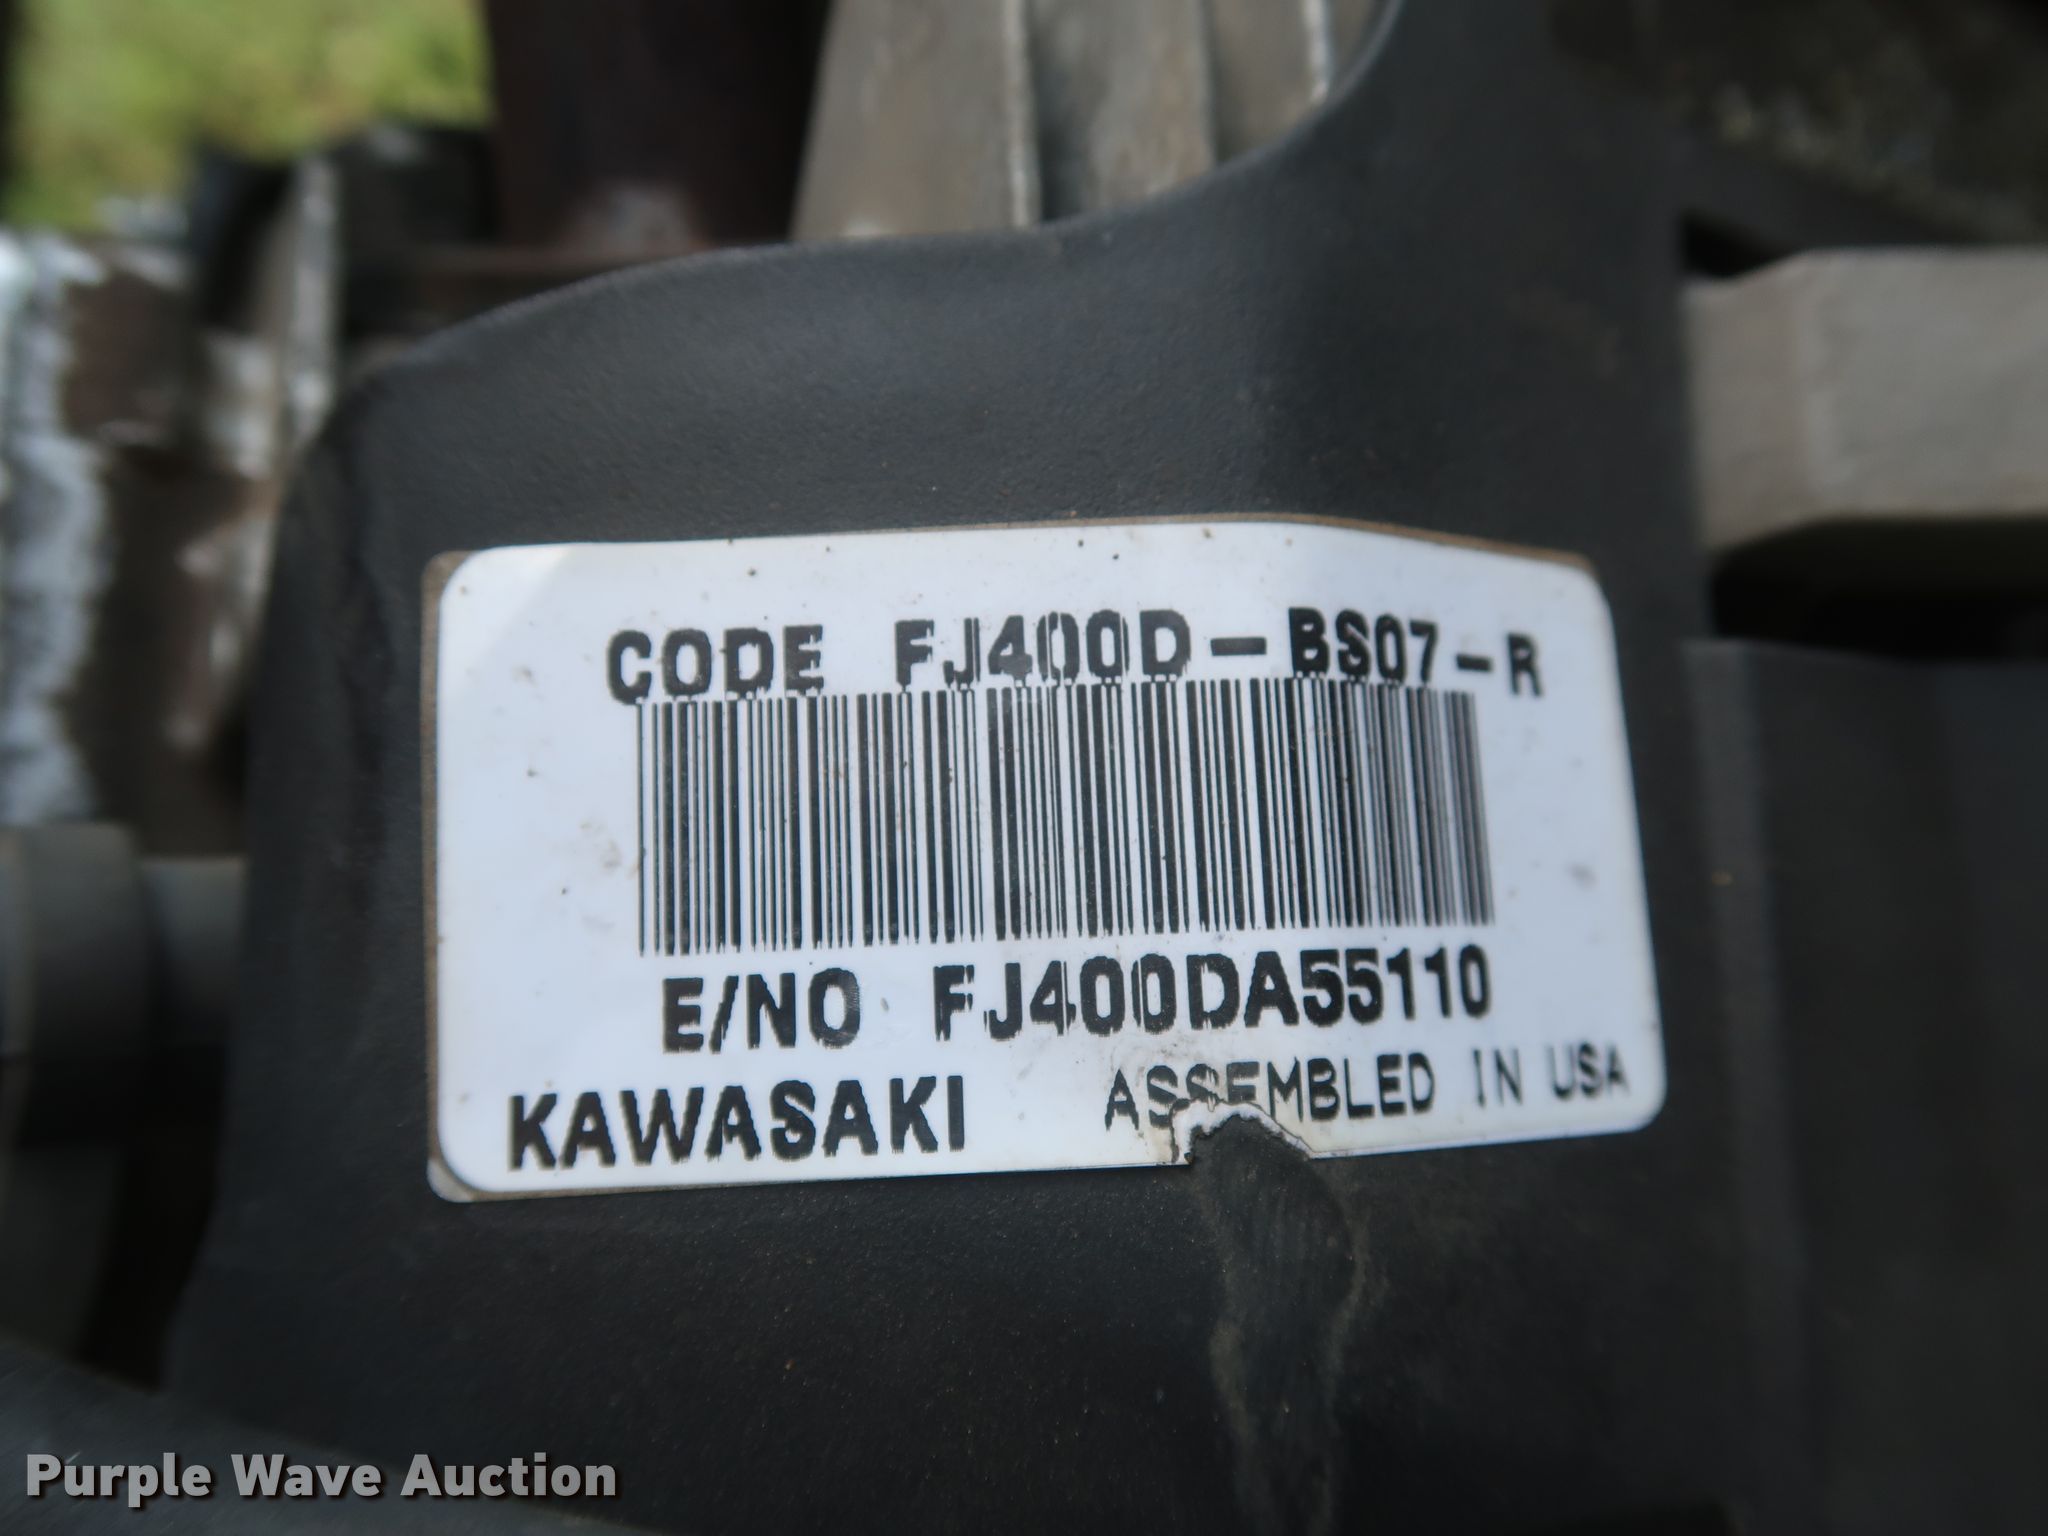 CODE FJ400D-BS07-R
E/NO FJ400DA55110
KAWASAKI ASSEMBLED IN USA
Purple Wave Auction